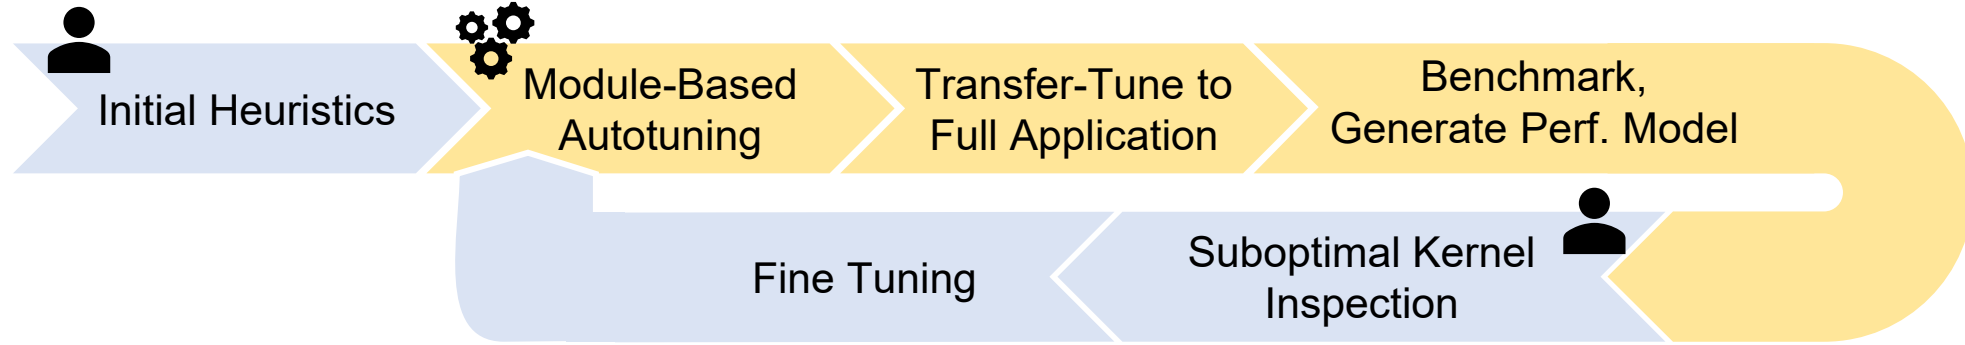 Initial Heuristics
Module-Based
Autotuning
Transfer-Tune to
Full Application
Benchmark,
Generate Perf. Model
Suboptimal Kernel
Inspection
Fine Tuning